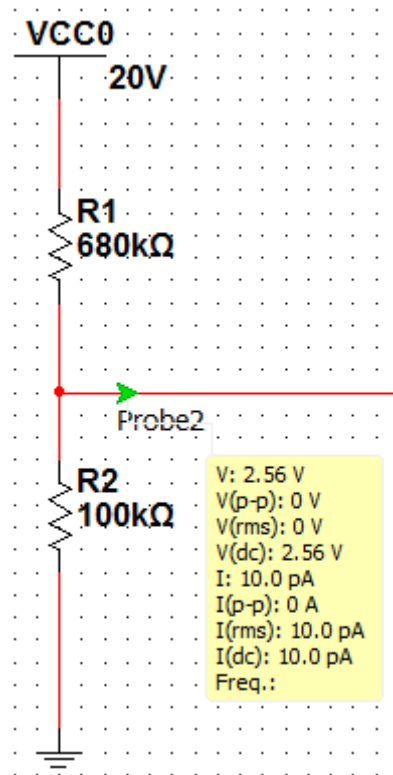 VCC0
20V
R1
680kΩ
Probe2
R2
100kΩ
V: 2.56 V
V(p-p): 0 V
V(rms): 0 V
V(dc): 2.56 V
I: 10.0 pA
I(p-p): 0 A
I(rms): 10.0 pA
I(dc): 10.0 pA
Freq.: